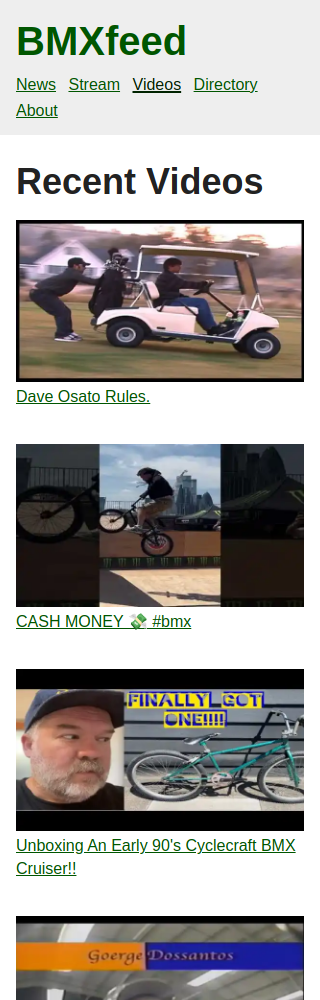 BMXfeed
News Stream Videos Directory
About
Recent Videos
Dave Osato Rules.
CASH MONEY 💸 #bmx
FINALLY GOT
ONE!!!!
Unboxing An Early 90's Cyclecraft BMX
Cruiser!!
Goerge Dossantos